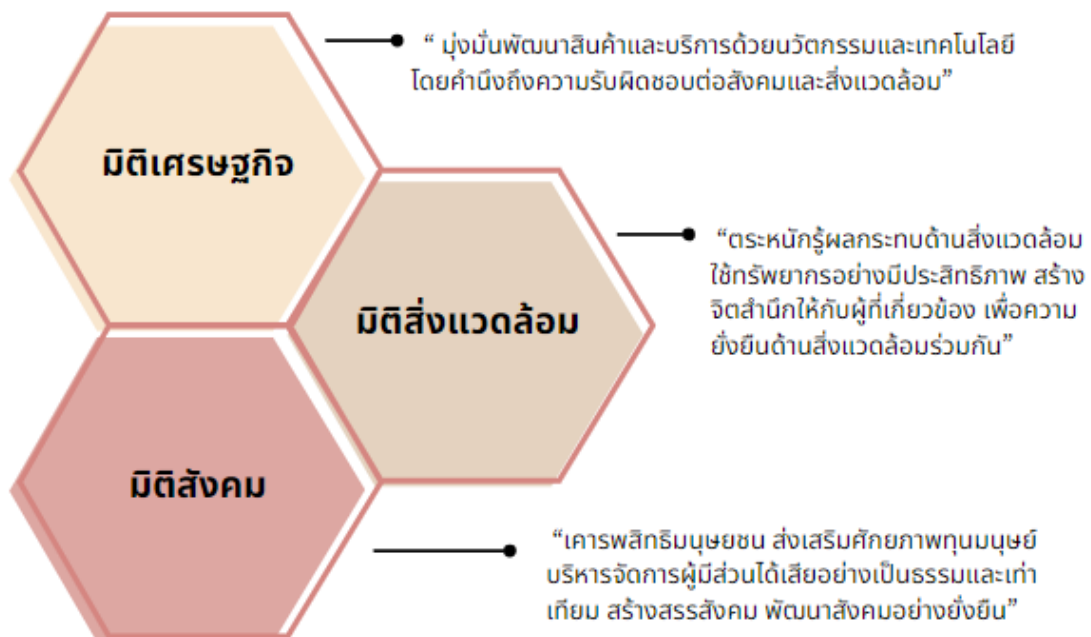 “ มุ่งมั่นพัฒนาสินค้าและบริการด้วยนวัตกรรมและเทคโนโลยี
โดยคำนึงถึงความรับผิดชอบต่อสังคมและสิ่งแวดล้อม”
มิติเศรษฐกิจ
“ตระหนักรู้ผลกระทบด้านสิ่งแวดล้อม
ใช้ทรัพยากรอย่างมีประสิทธิภาพ สร้าง
จิตสำนึกให้กับผู้ที่เกี่ยวข้อง เพื่อความ
ยั่งยืนด้านสิ่งแวดล้อมร่วมกัน”
มิติสิ่งแวดล้อม
มิติสังคม
“เคารพสิทธิมนุษยชน ส่งเสริมศักยภาพทุนมนุษย์
บริหารจัดการผู้มีส่วนได้เสียอย่างเป็นธรรมและเท่า
เทียม สร้างสรรสังคม พัฒนาสังคมอย่างยั่งยืน”